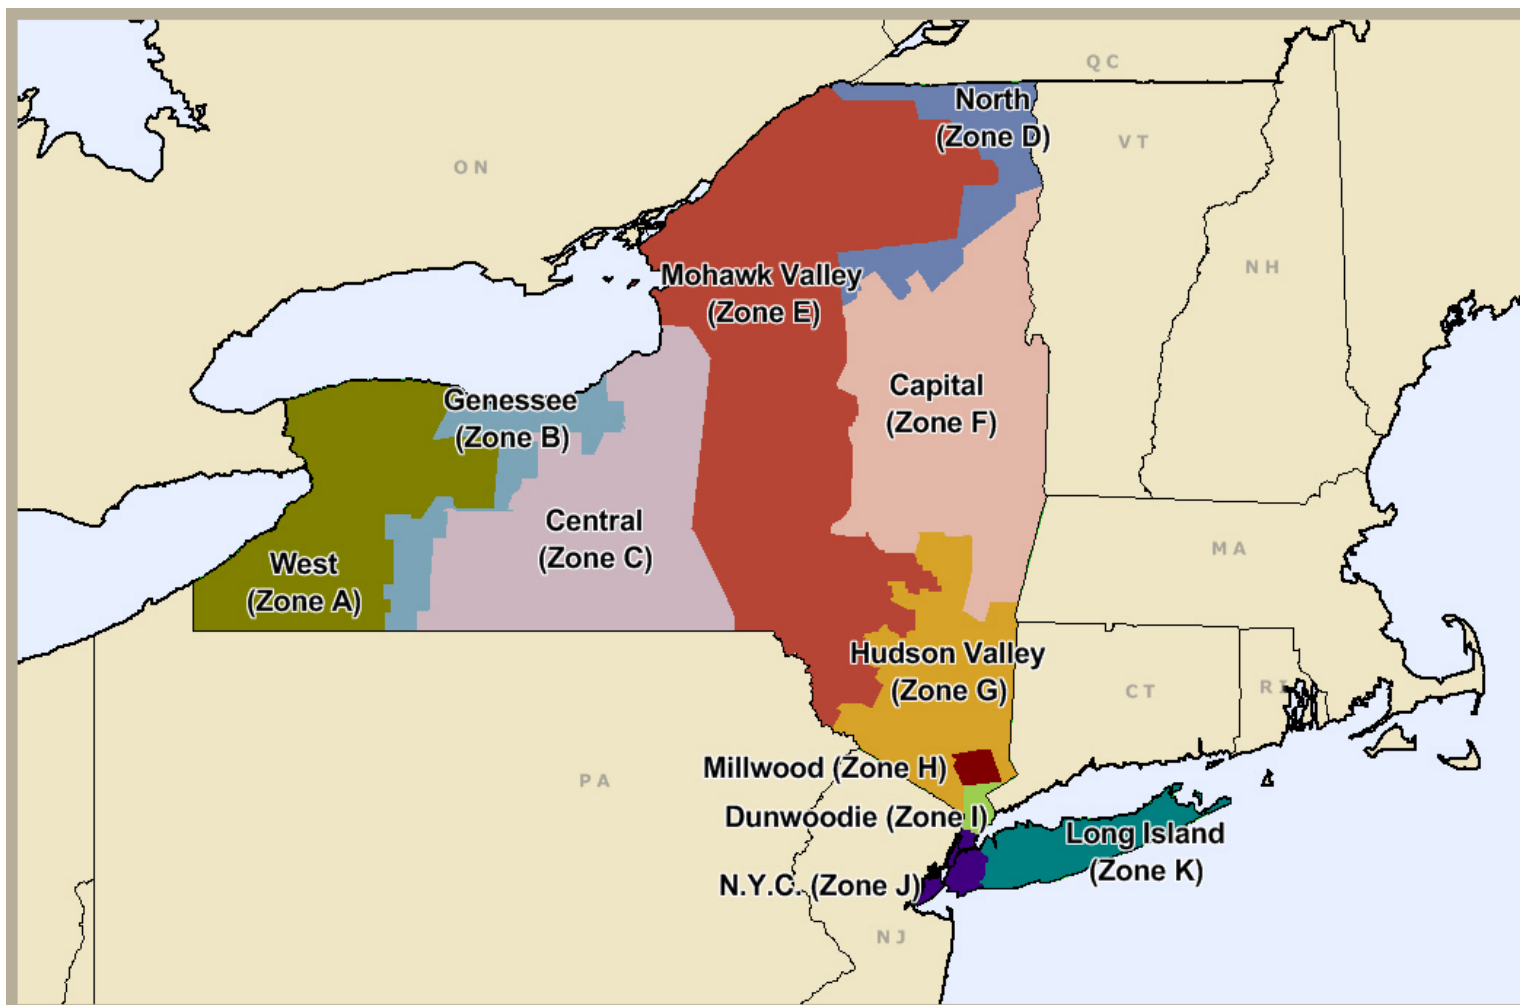 QC
North
(Zone D)
VT
ON
NH
Mohawk Valley
(Zone E)
Genessee
(Zone B)
Capital
(Zone F)
Central
(Zone C)
MA
West
(Zone A)
Hudson Valley
(Zone G)
CT
RI
Millwood (Zone H)
PA
Dunwoodie (Zone I)
Long Island
(Zone K)
N.Y.C. (Zone J)
NJ